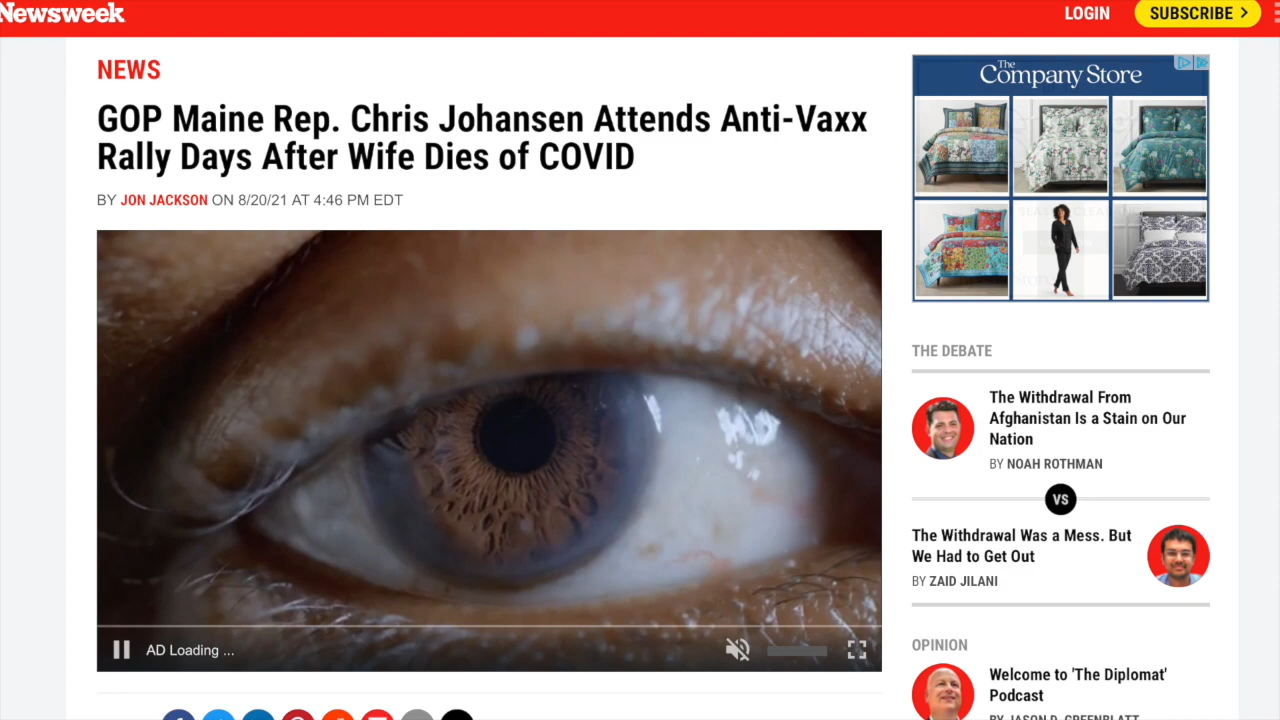 Newsweek
LOGIN
SUBSCRIBE >
NEWS
GOP Maine Rep. Chris Johansen Attends Anti-Vaxx
Rally Days After Wife Dies of COVID
BY JON JACKSON ON 8/20/21 AT 4:46 PM EDT
AD Loading ...
The
Company Store
THE DEBATE
The Withdrawal From
Afghanistan Is a Stain on Our
Nation
BY NOAH ROTHMAN
VS
The Withdrawal Was a Mess. But
We Had to Get Out
BY ZAID JILANI
OPINION
Welcome to 'The Diplomat'
Podcast
BY JASON D. GREENBLATT